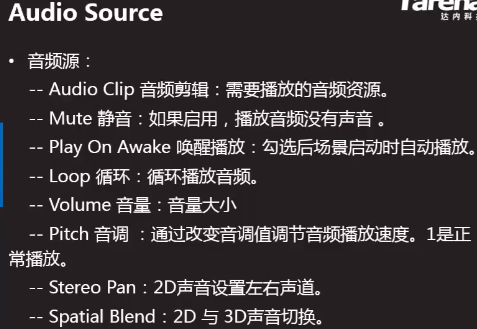 Audio Source
Tarena
达内科技
• 音频源：
-- Audio Clip 音频剪辑：需要播放的音频资源。
-- Mute 静音：如果启用，播放音频没有声音 。
-- Play On Awake 唤醒播放：勾选后场景启动时自动播放。
-- Loop 循环：循环播放音频。
-- Volume 音量：音量大小
-- Pitch 音调 ：通过改变音调值调节音频播放速度。1是正
常播放。
-- Stereo Pan：2D声音设置左右声道。
-- Spatial Blend：2D 与 3D声音切换。